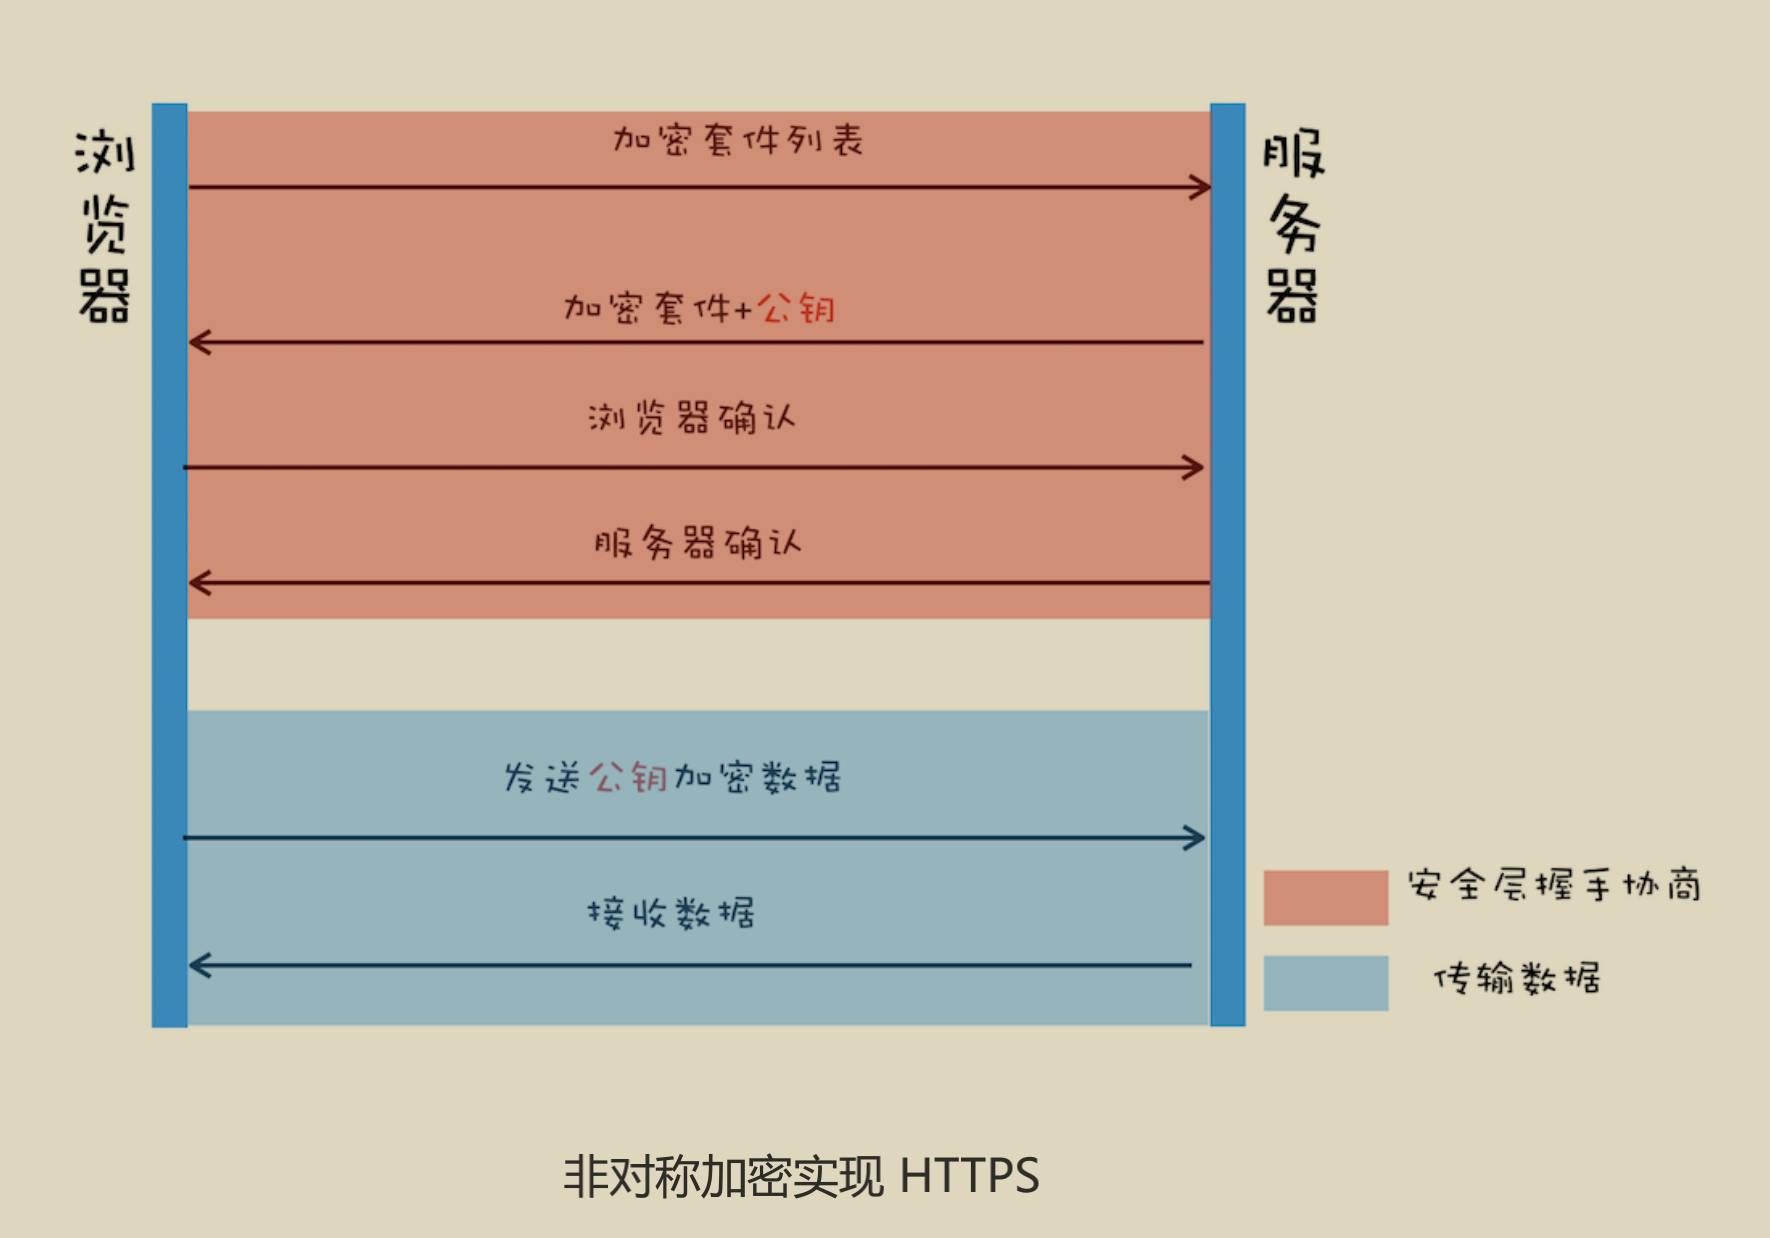 浏览器
服务器
加密套件列表
加密套件+公钥
浏览器确认
服务器确认
发送公钥加密数据
接收数据
安全层握手协商
传输数据
非对称加密实现 HTTPS